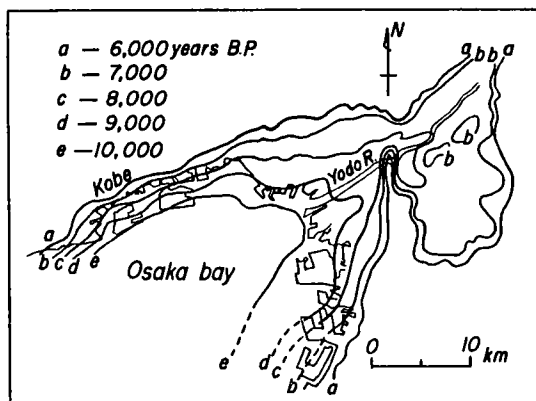 a — 6,000 years B.P.
b — 7,000
c — 8,000
d — 9,000
e — 10,000
N
a b b a
b
b
Kobe
Yodo R.
a
b c d e
Osaka bay
e
d
c
b
a
0 10
km